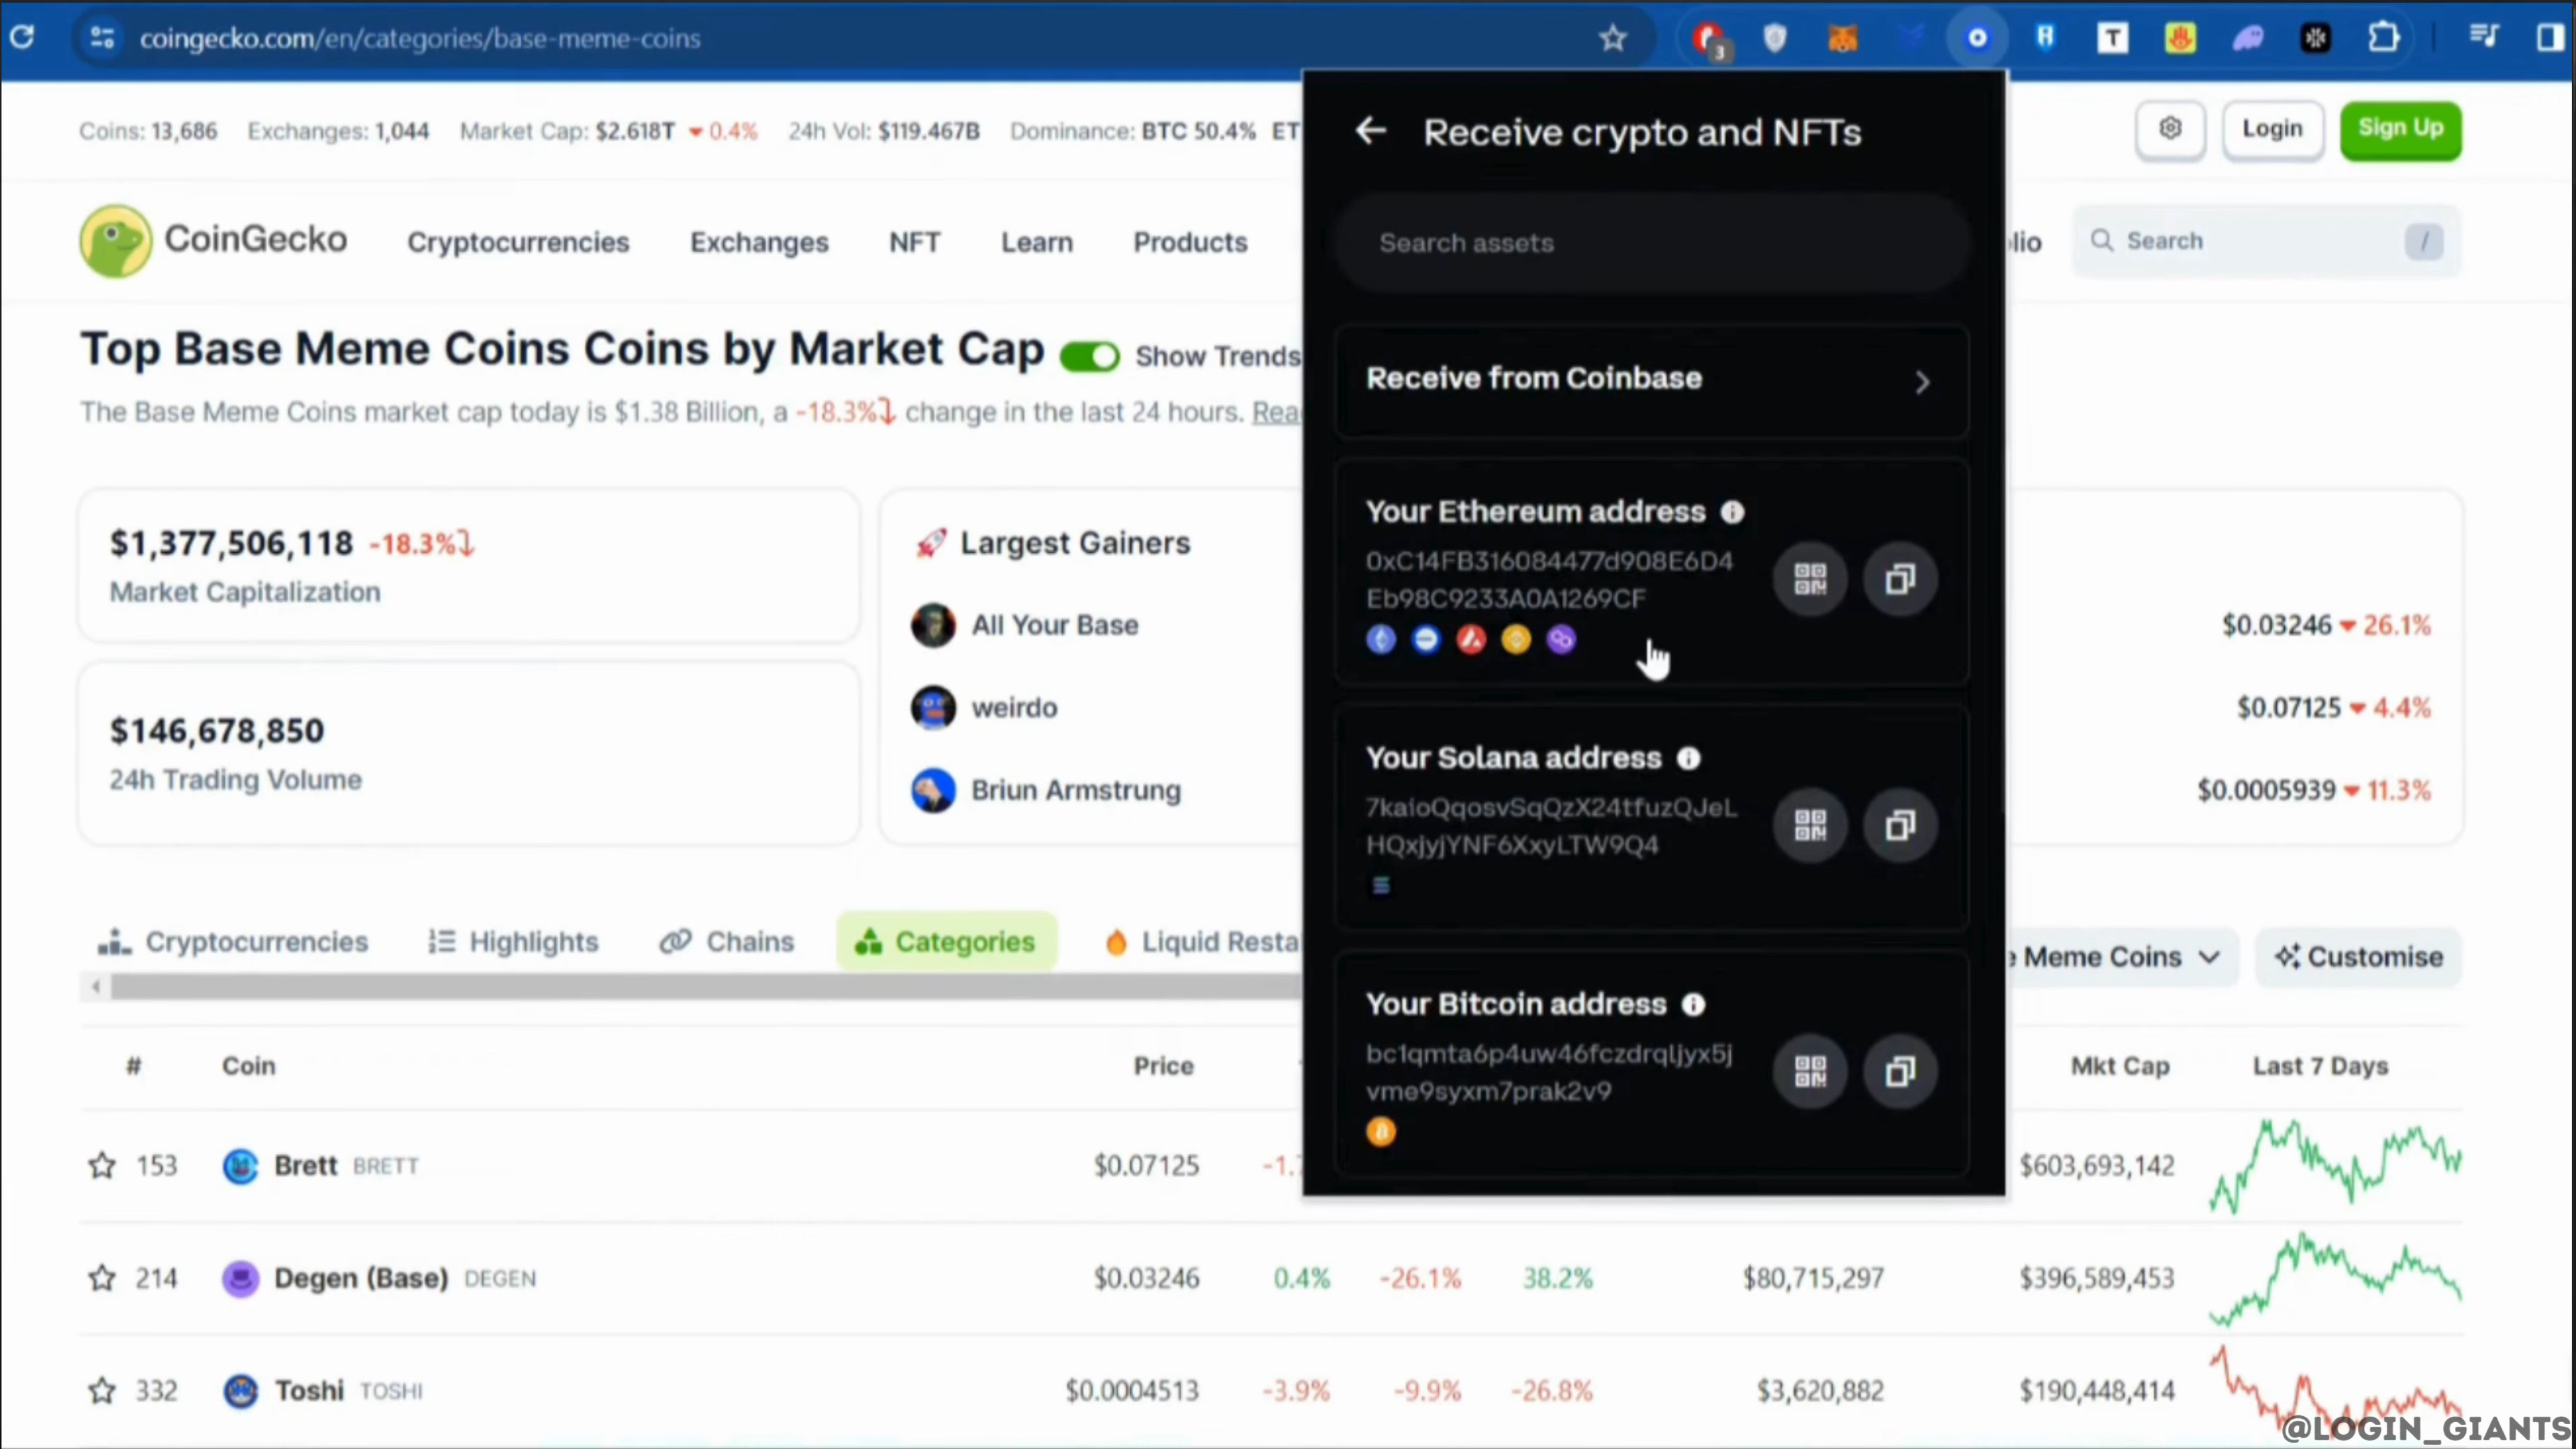 coingecko.com/en/categories/base-meme-coins
3
T
Coins: 13,686 Exchanges: 1,044 Market Cap: $2.618T 0.4% 24h Vol: $119.467B Dominance: BTC 50.4% ET
Login
Sign Up
CoinGecko
Cryptocurrencies Exchanges NFT Learn Products
lio
Search /
Top Base Meme Coins Coins by Market Cap
Show Trends
The Base Meme Coins market cap today is $1.38 Billion, a -18.3% change in the last 24 hours. Rea
$1,377,506,118 -18.3%
Market Capitalization
$146,678,850
24h Trading Volume
Largest Gainers
All Your Base
weirdo
Briun Armstrung
$0.03246 26.1%
$0.07125 4.4%
$0.0005939 11.3%
Receive crypto and NFTs
Search assets
Receive from Coinbase
Your Ethereum address
0xC14FB316084477d908E6D4
Eb98C9233A0A1269CF
Your Solana address
7kaioQqosvSqQzX24tfuzQJeL
HQxjyjYNF6XxyLTW9Q4
Your Bitcoin address
bc1qmta6p4uw46fczdrqljyx5j
vme9syxm7prak2v9
Cryptocurrencies Highlights Chains Categories Liquid Resta
Meme Coins
Customise
# Coin Price Mkt Cap Last 7 Days
153 Brett BRETT $0.07125 -1. $603,693,142
214 Degen (Base) DEGEN $0.03246 0.4% -26.1% 38.2% $80,715,297 $396,589,453
332 Toshi TOSHI $0.0004513 -3.9% -9.9% -26.8% $3,620,882 $190,448,414
@LOGIN_GIANTS